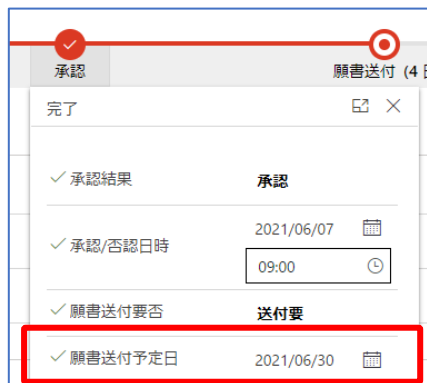 承認
願書送付 (4 日
完了
承認結果
承認
承認/否認日時
2021/06/07
09:00
願書送付要否
送付要
願書送付予定日
2021/06/30